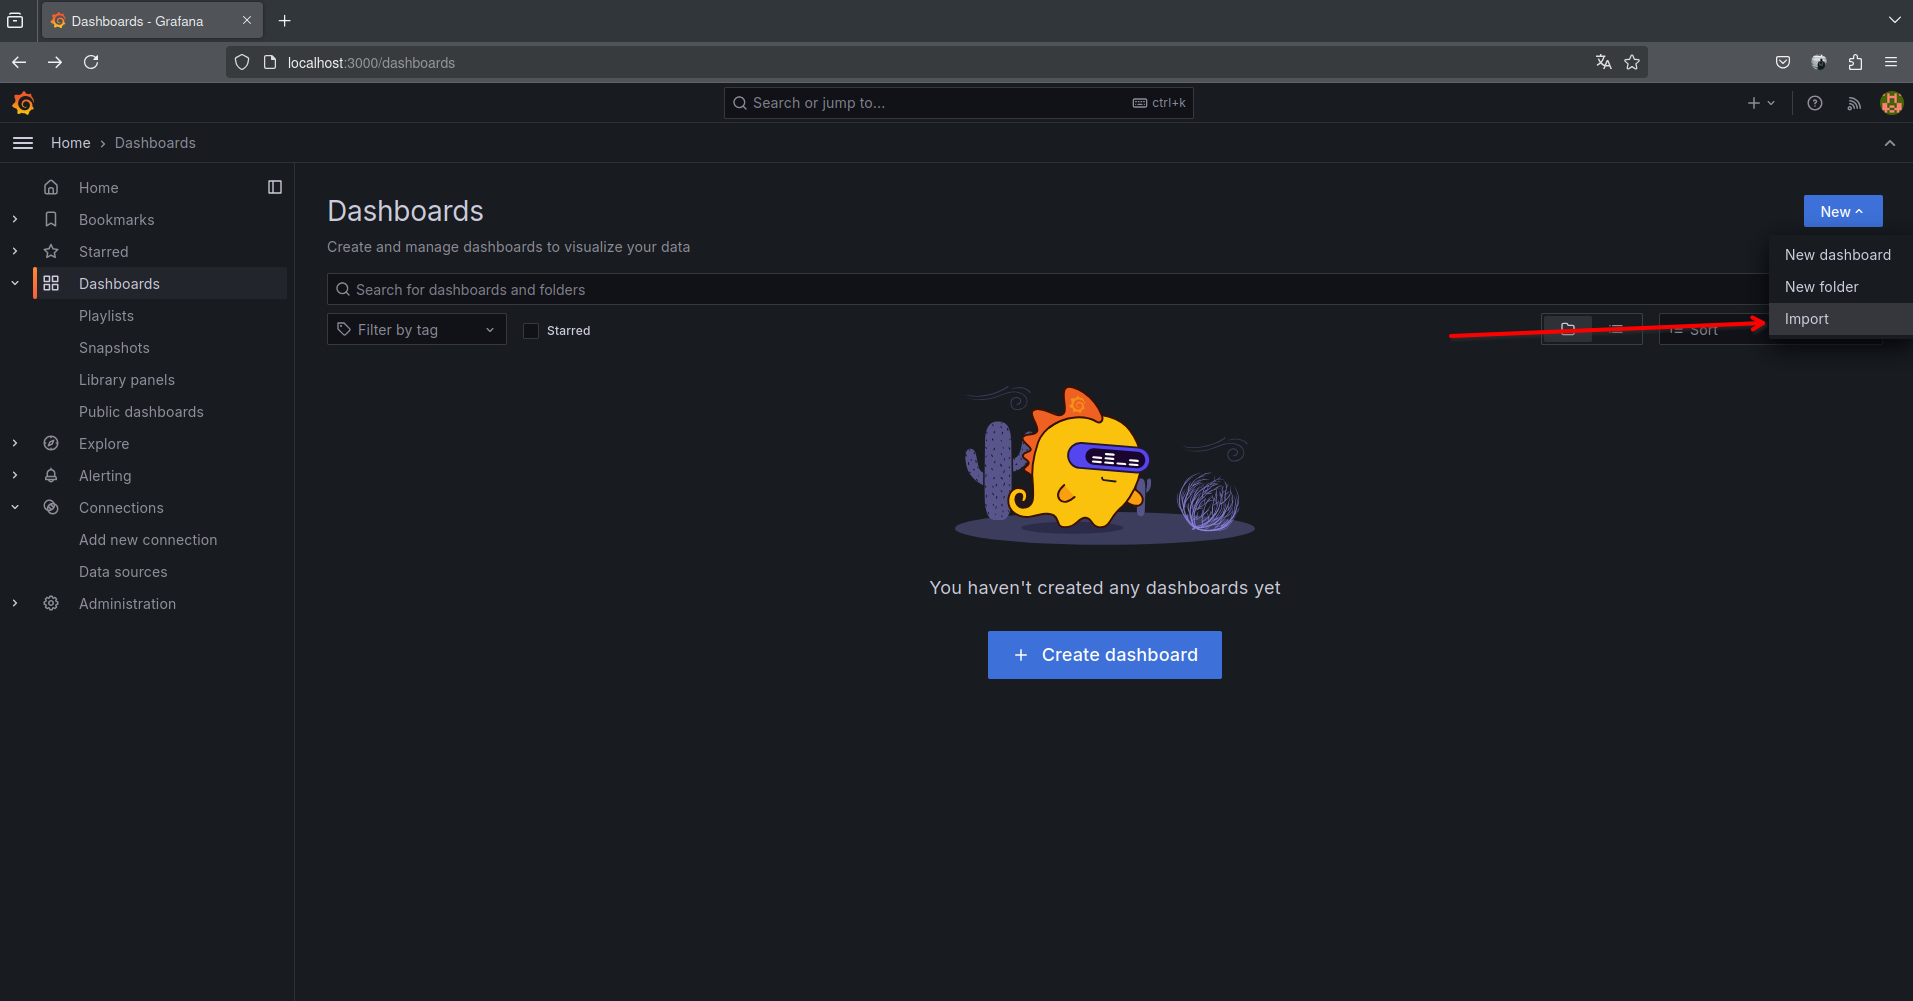 Dashboards - Grafana
localhost:3000/dashboards
Search or jump to...
ctrl+k
Home
Dashboards
Home
Bookmarks
Starred
Dashboards
Playlists
Snapshots
Library panels
Public dashboards
Explore
Alerting
Connections
Add new connection
Data sources
Administration
Dashboards
Create and manage dashboards to visualize your data
New
New dashboard
New folder
Import
Search for dashboards and folders
Filter by tag
Starred
Sort
You haven't created any dashboards yet
Create dashboard